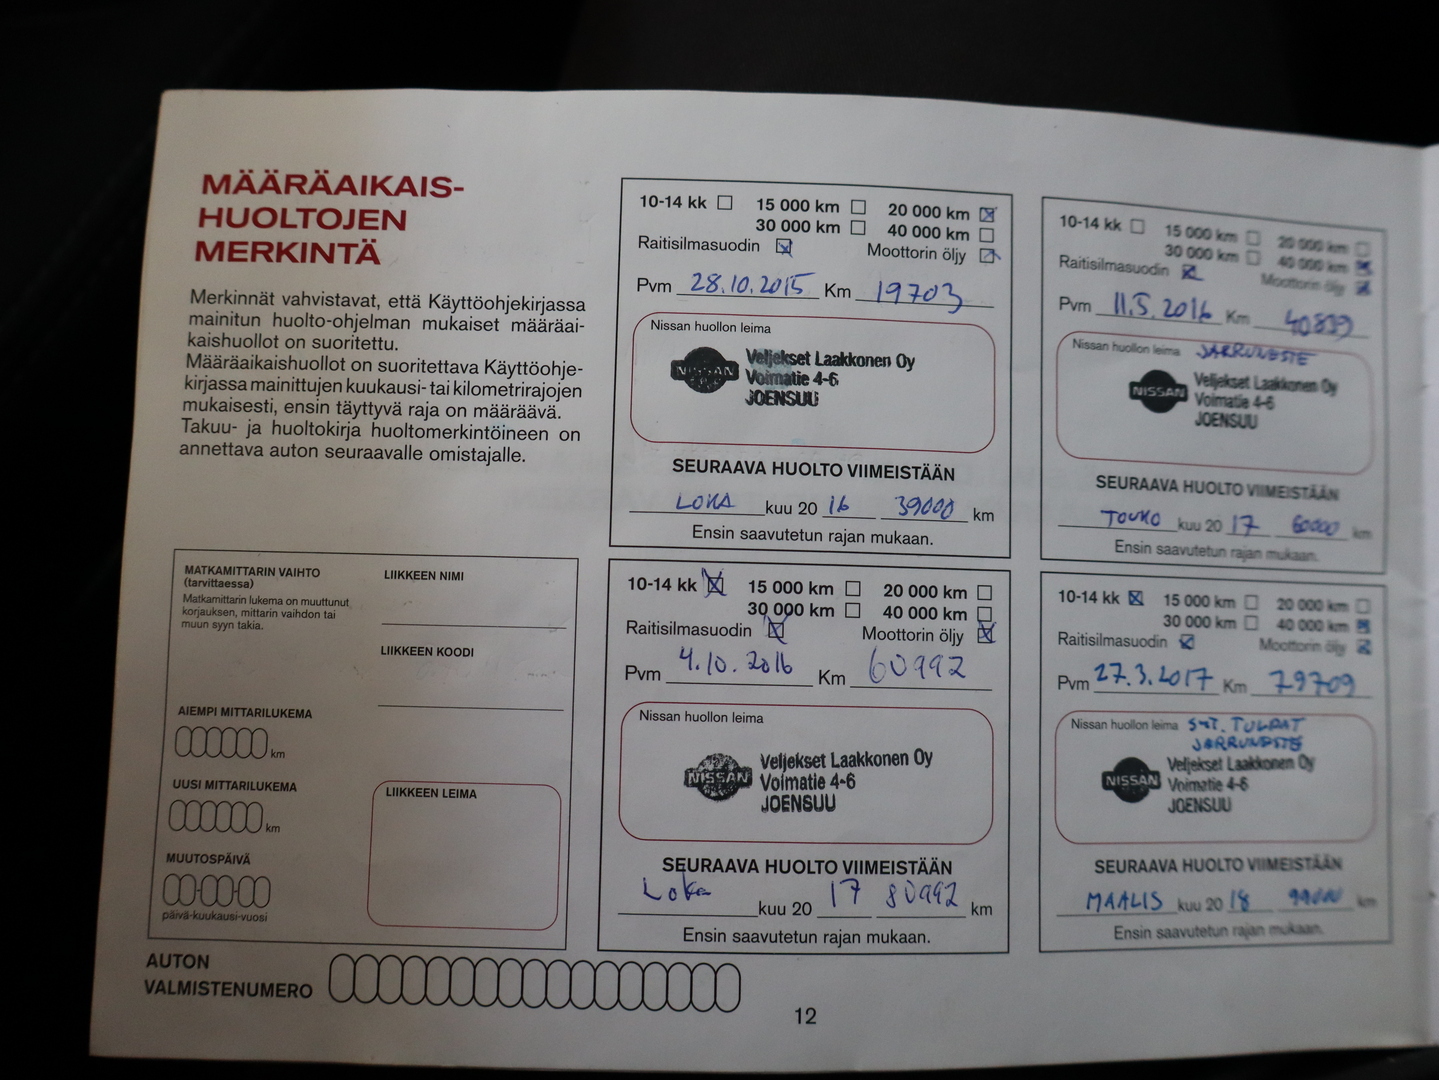 MÄÄRÄAIKAIS-
HUOLTOJEN
MERKINTÄ
Merkinnät vahvistavat, että Käyttöohjekirjassa
mainitun huolto-ohjelman mukaiset määräai-
kaishuollot on suoritettu.
Määräaikaishuollot on suoritettava Käyttöohje-
kirjassa mainittujen kuukausi- tai kilometrirajojen
mukaisesti, ensin täyttyvä raja on määräävä.
Takuu- ja huoltokirja huoltomerkintöineen on
annettava auton seuraavalle omistajalle.
MATKAMITTARIN VAIHTO
(tarvittaessa)
Matkamittarin lukema on muuttunut
korjauksen, mittarin vaihdon tai
muun syyn takia.
LIIKKEEN NIMI
LIIKKEEN KOODI
AIEMPI MITTARILUKEMA
km
UUSI MITTARILUKEMA
km
MUUTOSPÄIVÄ
päivä-kuukausi-vuosi
LIIKKEEN LEIMA
AUTON
VALMISTENUMERO
10-14 kk 15 000 km 20 000 km
30 000 km 40 000 km
Raitisilmasuodin Moottorin öljy
Pvm 28.10.2015 Km 19703
Nissan huollon leima
NISSAN
Veljekset Laakkonen Oy
Voimatie 4-6
JOENSUU
SEURAAVA HUOLTO VIIMEISTÄÄN
LOKA kuu 20 16 39000 km
Ensin saavutetun rajan mukaan.
10-14 kk 15 000 km 20 000 km
30 000 km 40 000 km
Raitisilmasuodin Moottorin öljy
Pvm 11.5.2016 Km 40839
Nissan huollon leima JARRUNESTE
NISSAN
Veljekset Laakkonen Oy
Voimatie 4-6
JOENSUU
SEURAAVA HUOLTO VIIMEISTÄÄN
TOUKO kuu 20 17 60000 km
Ensin saavutetun rajan mukaan.
10-14 kk 15 000 km 20 000 km
30 000 km 40 000 km
Raitisilmasuodin Moottorin öljy
Pvm 4.10.2016 Km 60992
Nissan huollon leima
NISSAN
Veljekset Laakkonen Oy
Voimatie 4-6
JOENSUU
SEURAAVA HUOLTO VIIMEISTÄÄN
Loka kuu 20 17 80992 km
Ensin saavutetun rajan mukaan.
10-14 kk 15 000 km 20 000 km
30 000 km 40 000 km
Raitisilmasuodin Moottorin öljy
Pvm 27.3.2017 Km 79709
Nissan huollon leima SYT. TULPAT
JARRUNESTE
NISSAN
Veljekset Laakkonen Oy
Voimatie 4-6
JOENSUU
SEURAAVA HUOLTO VIIMEISTÄÄN
MAALIS kuu 20 18 99000 km
Ensin saavutetun rajan mukaan.
12